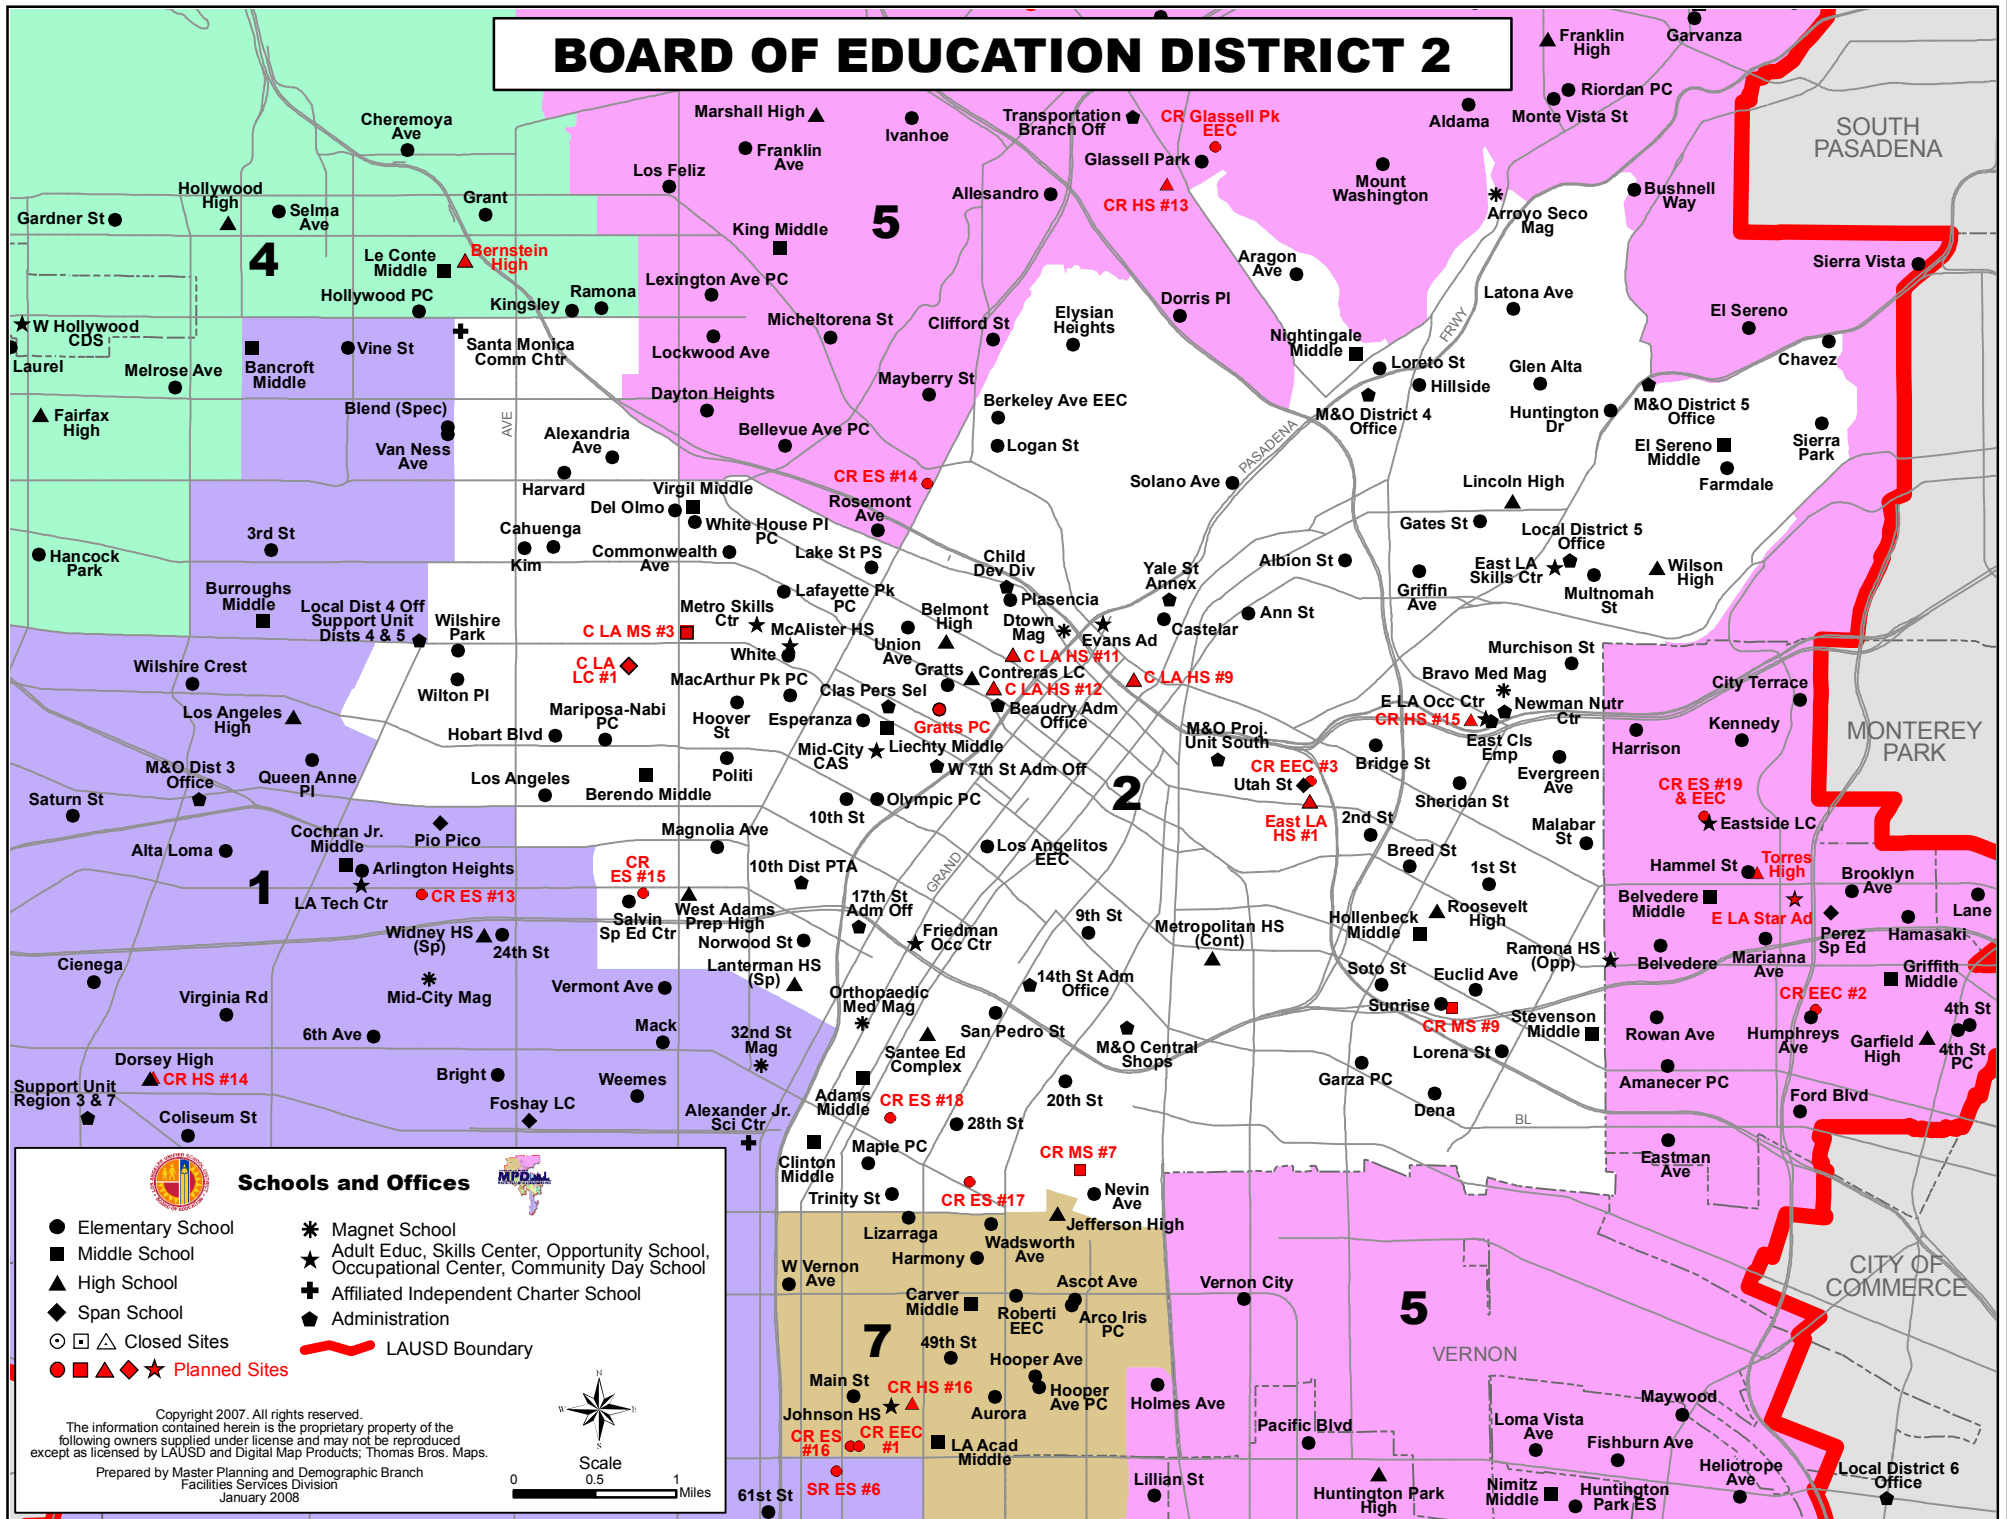 BOARD OF EDUCATION DISTRICT 2
Franklin
High
Garvanza
Riordan PC
Monte Vista St
Aldama
SOUTH
PASADENA
Cheremoya
Ave
Marshall High
Ivanhoe
Transportation
Branch Off
CR Glassell Pk
EEC
Franklin
Ave
Glassell Park
Los Feliz
Allesandro
CR HS #13
Mount
Washington
Bushnell
Way
Arroyo Seco
Mag
Hollywood
High
Gardner St
Selma
Ave
Grant
5
King Middle
4
Le Conte
Middle
Bernstein
High
Aragon
Ave
Sierra Vista
Hollywood PC
Kingsley
Ramona
Lexington Ave PC
Dorris Pl
Latona Ave
El Sereno
W Hollywood
CDS
Laurel
Santa Monica
Comm Chtr
Micheltorena St
Clifford St
Elysian
Heights
Nightingale
Middle
FRWY
Lockwood Ave
Chavez
Melrose Ave
Bancroft
Middle
Vine St
Loreto St
Hillside
Glen Alta
Mayberry St
Dayton Heights
Berkeley Ave EEC
M&O District 4
Office
Huntington
Dr
M&O District 5
Office
Fairfax
High
Blend (Spec)
Van Ness
Ave
AVE
Alexandria
Ave
Bellevue Ave PC
Logan St
PASADENA
El Sereno
Middle
Sierra
Park
Farmdale
Harvard
CR ES #14
Solano Ave
Lincoln High
Virgil Middle
Del Olmo
White House Pl
PC
Rosemont
Ave
Gates St
Local District 5
Office
3rd St
Cahuenga
Kim
Commonwealth
Ave
Lake St PS
Child
Dev Div
Yale St
Annex
Albion St
East LA
Skills Ctr
Wilson
High
Hancock
Park
Burroughs
Middle
Local Dist 4 Off
Support Unit
Dists 4 & 5
Wilshire
Park
Lafayette Pk
PC
Metro Skills
Ctr
McAlister HS
Belmont
High
Plasencia
Dtown
Mag
Evans Ad
Castelar
Ann St
Griffin
Ave
Multnomah
St
C LA MS #3
Union
Ave
C LA HS #11
Murchison St
White
C LA
LC #1
Gratts
Contreras LC
C LA HS #12
C LA HS #9
Bravo Med Mag
Wilshire Crest
Wilton Pl
MacArthur Pk PC
Clas Pers Sel
City Terrace
E LA Occ Ctr
Newman Nutr
Ctr
CR HS #15
Los Angeles
High
Mariposa-Nabi
PC
Hoover
St
Esperanza
Gratts PC
Beaudry Adm
Office
M&O Proj.
Unit South
Kennedy
Harrison
MONTEREY
PARK
Hobart Blvd
Mid-City
CAS
Liechty Middle
East Cls
Emp
M&O Dist 3
Office
Queen Anne
Pl
Los Angeles
Berendo Middle
Politi
W 7th St Adm Off
2
CR EEC #3
Utah St
Bridge St
Evergreen
Ave
CR ES #19
& EEC
Saturn St
10th St
Olympic PC
East LA
HS #1
Sheridan St
2nd St
Malabar
St
Eastside LC
Pio Pico
Cochran Jr.
Middle
Magnolia Ave
Los Angelitos
EEC
Breed St
Alta Loma
Arlington Heights
CR
ES #15
10th Dist PTA
GRAND
1st St
Hammel St
Torres
High
Brooklyn
Ave
1
LA Tech Ctr
CR ES #13
West Adams
Prep High
17th St
Adm Off
Belvedere
Middle
E LA Star Ad
Lane
Salvin
Sp Ed Ctr
9th St
Metropolitan HS
(Cont)
Hollenbeck
Middle
Roosevelt
High
Perez
Sp Ed
Hamasaki
Widney HS
(Sp)
24th St
Norwood St
Friedman
Occ Ctr
Ramona HS
(Opp)
Belvedere
Marianna
Ave
Griffith
Middle
Cienega
Mid-City Mag
Vermont Ave
Lanterman HS
(Sp)
14th St Adm
Office
Soto St
Euclid Ave
CR EEC #2
Virginia Rd
Orthopaedic
Med Mag
Sunrise
CR MS #9
Stevenson
Middle
Rowan Ave
Humphreys
Ave
4th St
Garfield
High
4th St
PC
6th Ave
Mack
32nd St
Mag
San Pedro St
M&O Central
Shops
Santee Ed
Complex
Lorena St
Dorsey High
CR HS #14
Bright
Weemes
Garza PC
Amanecer PC
Support Unit
Region 3 & 7
Adams
Middle
20th St
Dena
Ford Blvd
Coliseum St
Foshay LC
Alexander Jr.
Sci Ctr
CR ES #18
28th St
BL
Maple PC
Clinton
Middle
CR MS #7
Eastman
Ave
Trinity St
CR ES #17
Nevin
Ave
Jefferson High
Lizarraga
Wadsworth
Ave
Harmony
W Vernon
Ave
Ascot Ave
Vernon City
CITY OF
COMMERCE
Carver
Middle
Roberti
EEC
Arco Iris
PC
5
7
49th St
VERNON
Hooper Ave
Main St
CR HS #16
Hooper
Ave PC
Johnson HS
Aurora
Holmes Ave
Maywood
CR ES
#16
CR EEC
#1
LA Acad
Middle
Pacific Blvd
Loma Vista
Ave
Fishburn Ave
SR ES #6
61st St
Lillian St
Huntington Park
High
Nimitz
Middle
Huntington
Park ES
Heliotrope
Ave
Local District 6
Office
Schools and Offices
LOS ANGELES UNIFIED SCHOOL DISTRICT
BOARD OF EDUCATION
MPD
Elementary School
Middle School
High School
Span School
Closed Sites
Planned Sites
Magnet School
Adult Educ, Skills Center, Opportunity School,
Occupational Center, Community Day School
Affiliated Independent Charter School
Administration
LAUSD Boundary
Copyright 2007. All rights reserved.
The information contained herein is the proprietary property of the
following owners supplied under license and may not be reproduced
except as licensed by LAUSD and Digital Map Products; Thomas Bros. Maps.
Prepared by Master Planning and Demographic Branch
Facilities Services Division
January 2008
N
W
E
S
Scale
0 0.5 1
Miles